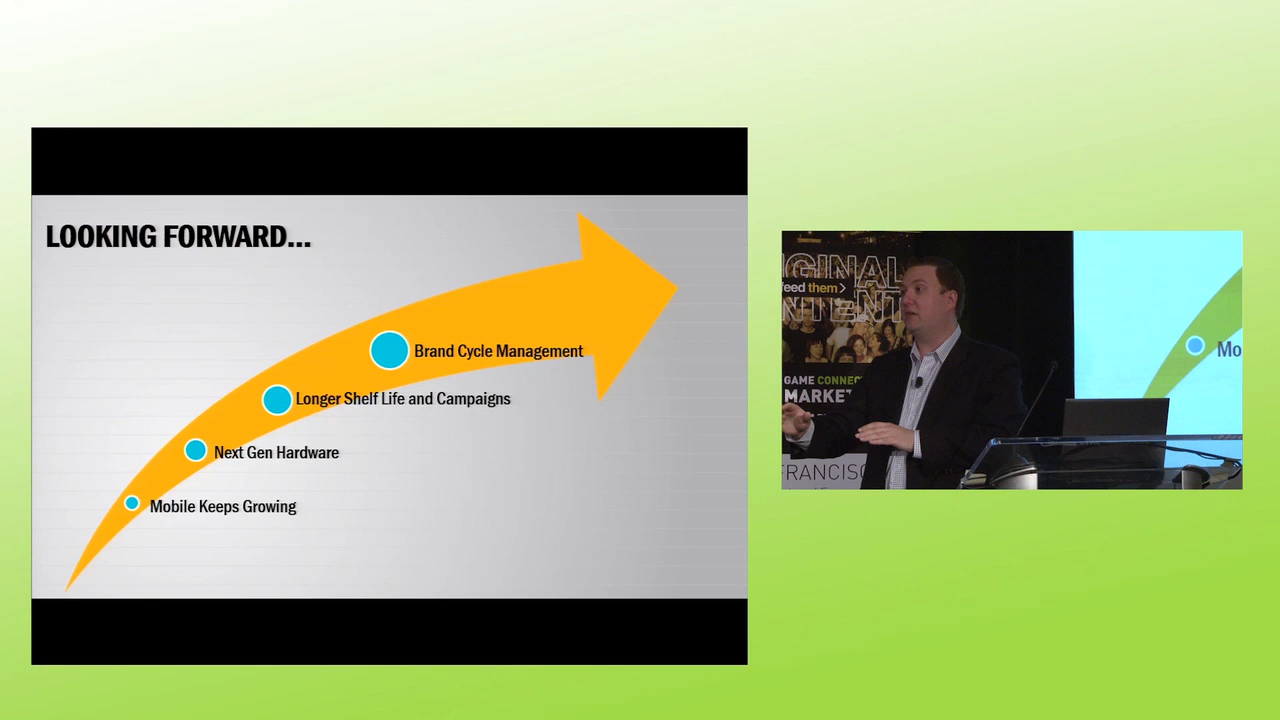 LOOKING FORWARD...
Brand Cycle Management
Longer Shelf Life and Campaigns
Next Gen Hardware
Mobile Keeps Growing
feed them>
GAME
MARKET
FRANCISC
Mo